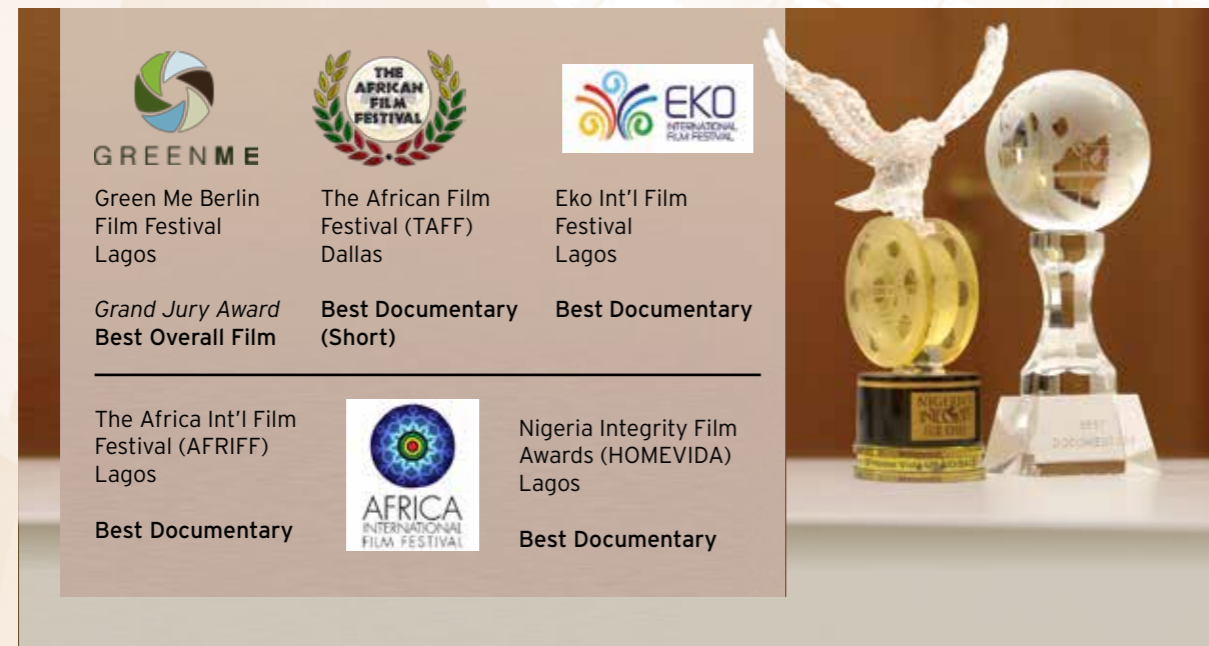 GREENME
THE
AFRICAN
FILM
FESTIVAL
EKO
INTERNATIONAL
FILM FESTIVAL
Green Me Berlin
Film Festival
Lagos
Grand Jury Award
Best Overall Film
The African Film
Festival (TAFF)
Dallas
Best Documentary
(Short)
Eko Int’l Film
Festival
Lagos
Best Documentary
The Africa Int’l Film
Festival (AFRIFF)
Lagos
Best Documentary
AFRICA
INTERNATIONAL
FILM FESTIVAL
Nigeria Integrity Film
Awards (HOMEVIDA)
Lagos
Best Documentary
NIGERIA
BEST